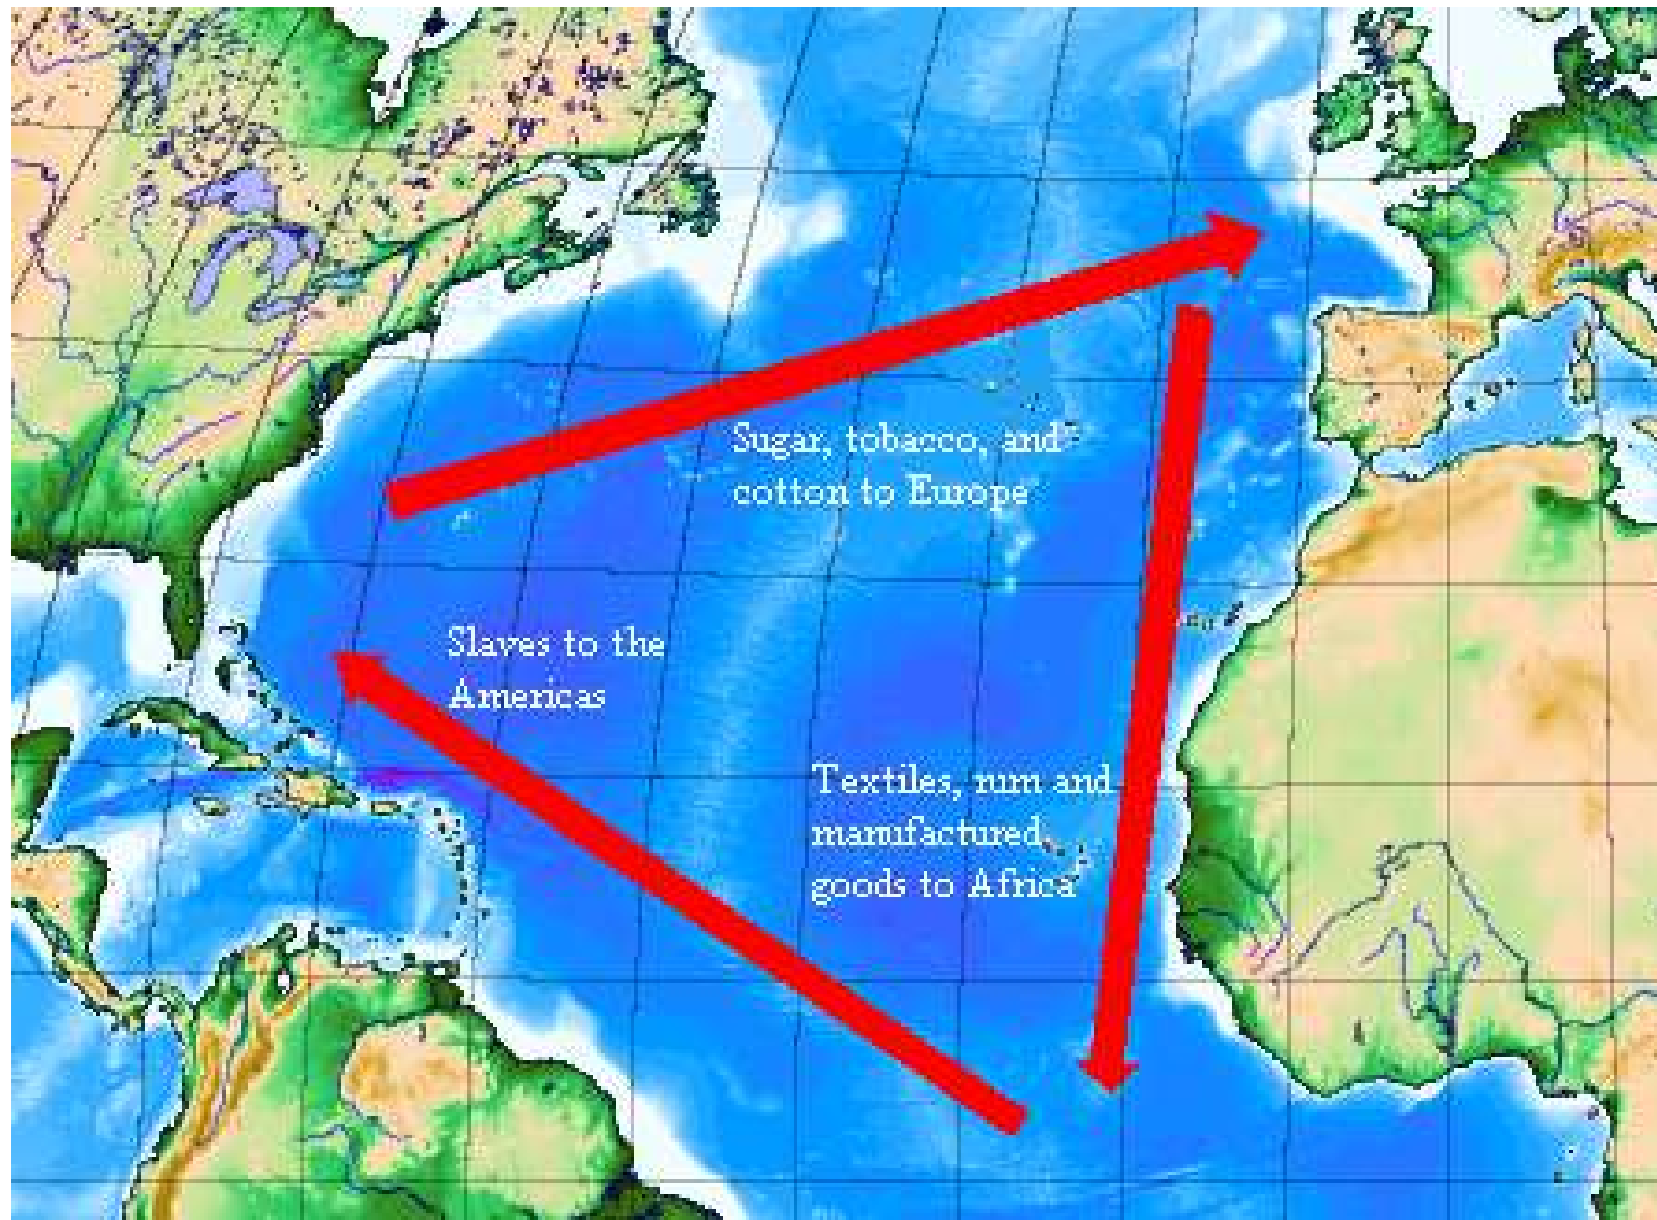 Sugar, tobacco, and
cotton to Europe
Slaves to the
Americas
Textiles, rum and
manufactured
goods to Africa